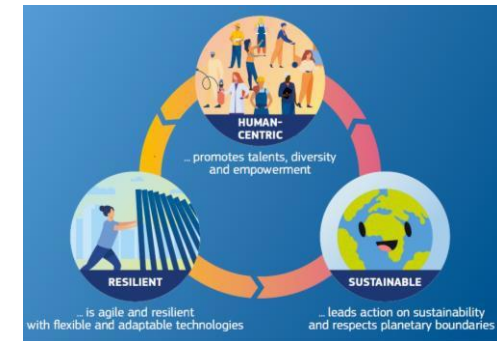 HUMAN-
CENTRIC
... promotes talents, diversity
and empowerment
RESILIENT
... is agile and resilient
with flexible and adaptable technologies
SUSTAINABLE
... leads action on sustainability
and respects planetary boundaries